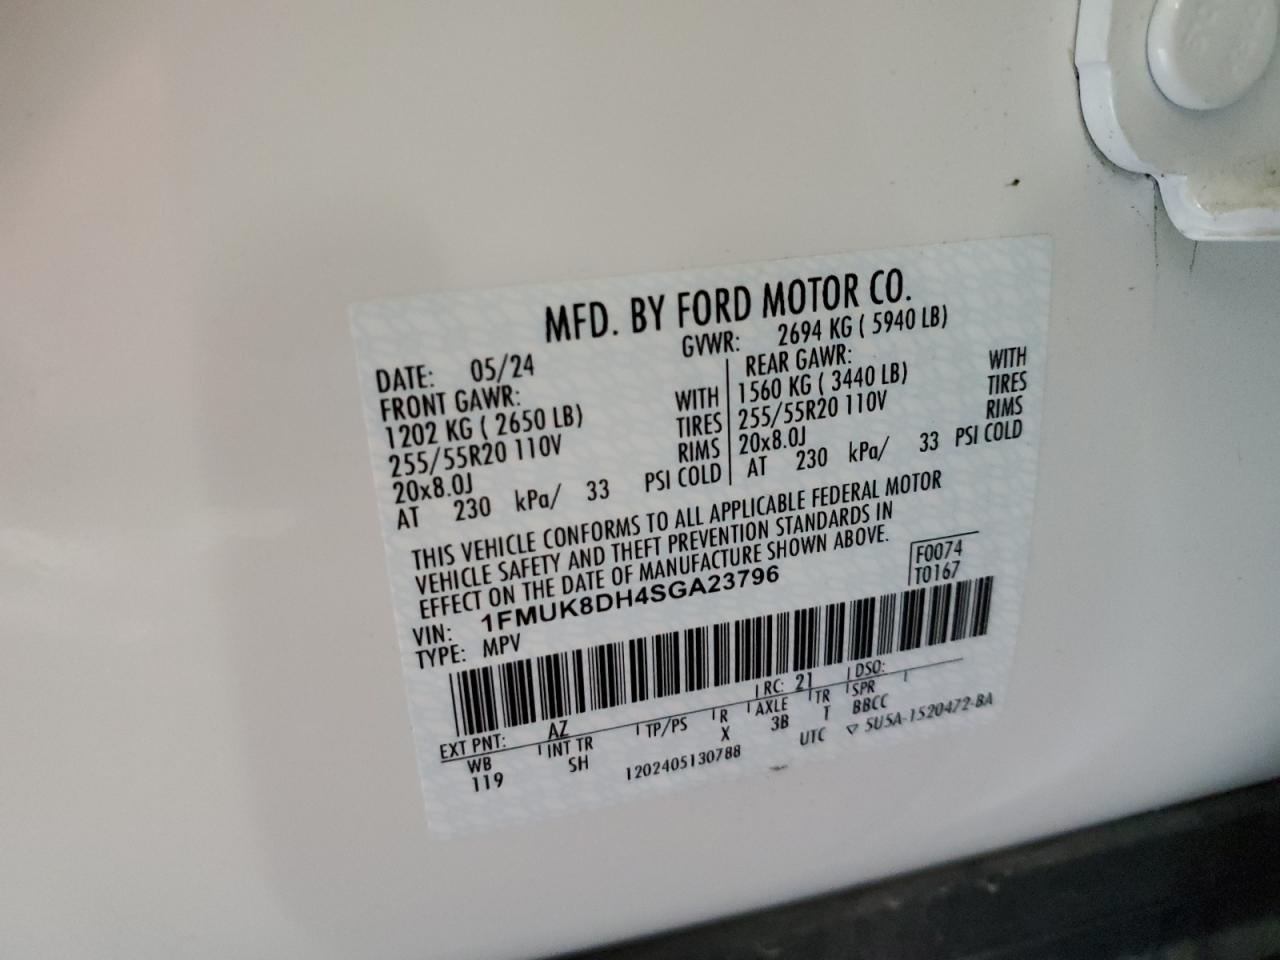 MFD. BY FORD MOTOR CO.
DATE: 05/24 GVWR: 2694 KG ( 5940 LB)
FRONT GAWR: REAR GAWR:
1202 KG ( 2650 LB) WITH 1560 KG ( 3440 LB) WITH
255/55R20 110V TIRES 255/55R20 110V TIRES
20x8.0J RIMS 20x8.0J RIMS
AT 230 kPa/ 33 PSI COLD AT 230 kPa/ 33 PSI COLD
THIS VEHICLE CONFORMS TO ALL APPLICABLE FEDERAL MOTOR
VEHICLE SAFETY AND THEFT PREVENTION STANDARDS IN
EFFECT ON THE DATE OF MANUFACTURE SHOWN ABOVE.
F0074
VIN: 1FMUK8DH4SGA23796 T0167
TYPE: MPV
EXT PNT: AZ RC: 21 DSO:
WB INT TR TP/PS R AXLE TR SPR
119 SH X 3B T BBCC
1202405130788 UTC ▽ 5U5A-1520472-BA